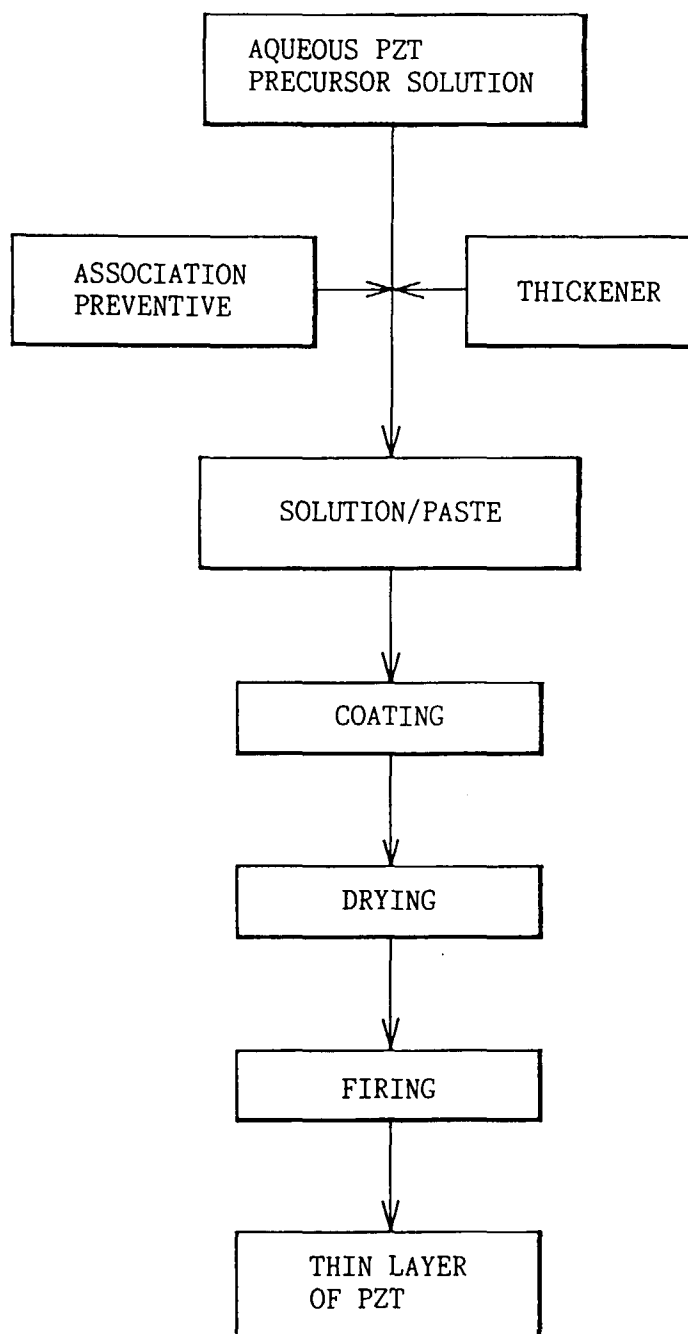 AQUEOUS PZT
PRECURSOR SOLUTION
ASSOCIATION
PREVENTIVE
THICKENER
SOLUTION/PASTE
COATING
DRYING
FIRING
THIN LAYER
OF PZT